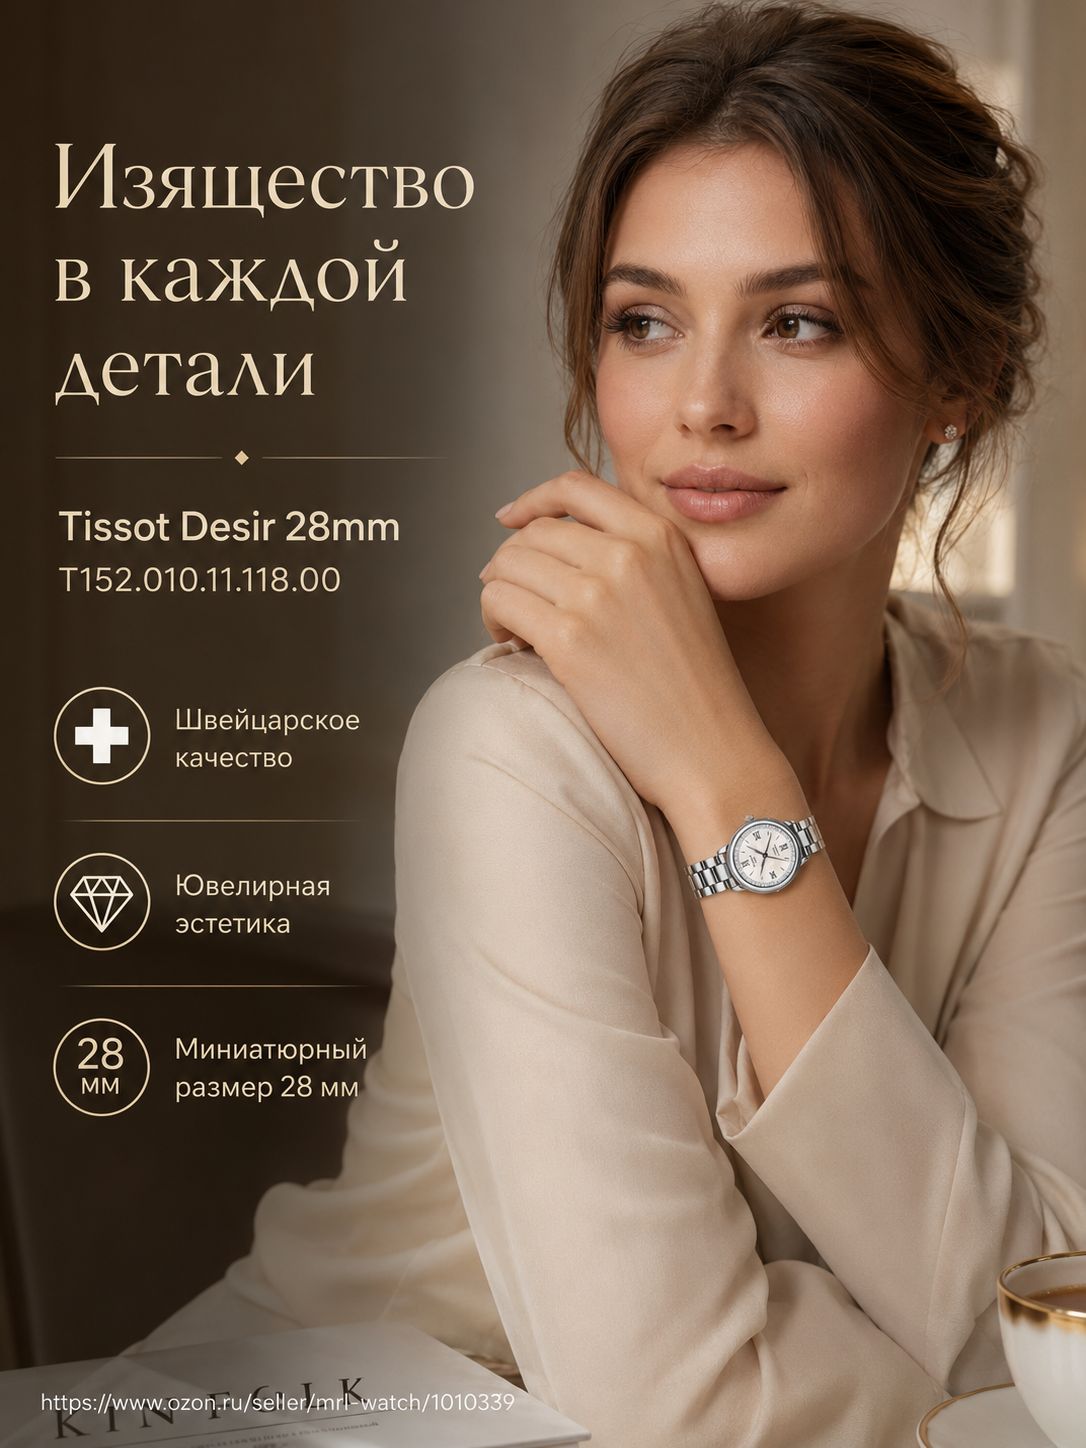 Изящество
в каждой
детали
Tissot Desir 28mm
T152.010.11.118.00
Швейцарское
качество
Ювелирная
эстетика
28
ММ
Миниатюрный
размер 28 мм
https://www.ozon.ru/seller/mrl-watch/1010339
KINFOLK